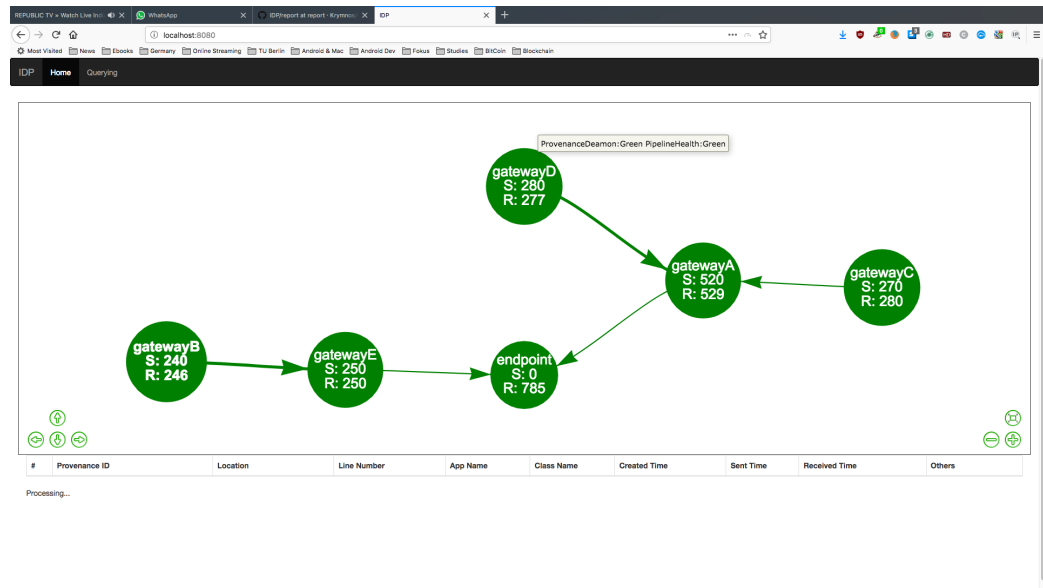 REPUBLIC TV » Watch Live Ind
WhatsApp
IDP/report at report · Krymnos
IDP
localhost:8080
Most Visited News Ebooks Germany Online Streaming TU Berlin Android & Mac Android Dev Fokus Studies BitCoin Blockchain
IDP Home Querying
ProvenanceDeamon:Green PipelineHealth:Green
gatewayD
S: 280
R: 277
gatewayA
S: 520
R: 529
gatewayC
S: 270
R: 280
gatewayB
S: 240
R: 246
gatewayE
S: 250
R: 250
endpoint
S: 0
R: 785
# Provenance ID Location Line Number App Name Class Name Created Time Sent Time Received Time Others
Processing...